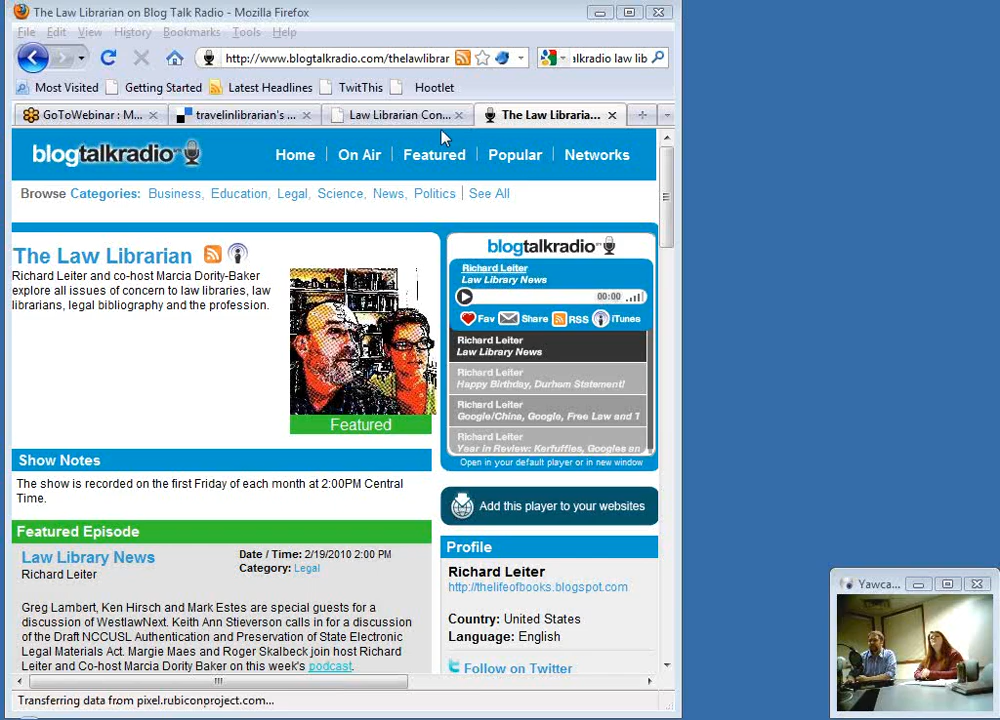 The Law Librarian on Blog Talk Radio - Mozilla Firefox
File Edit View History Bookmarks Tools Help
http://www.blogtalkradio.com/thelawlibrar
alkradio law lib
Most Visited Getting Started Latest Headlines TwitThis Hootlet
GoToWebinar : M... travelinlibrarian's ... Law Librarian Con... The Law Libraria...
blogtalkradio
Home On Air Featured Popular Networks
Browse Categories: Business, Education, Legal, Science, News, Politics | See All
The Law Librarian
Richard Leiter and co-host Marcia Dority-Baker
explore all issues of concern to law libraries, law
librarians, legal bibliography and the profession.
Featured
Show Notes
The show is recorded on the first Friday of each month at 2:00PM Central
Time.
Featured Episode
Law Library News
Richard Leiter
Date / Time: 2/19/2010 2:00 PM
Category: Legal
Greg Lambert, Ken Hirsch and Mark Estes are special guests for a
discussion of WestlawNext. Keith Ann Stieverson calls in for a discussion
of the Draft NCCUSL Authentication and Preservation of State Electronic
Legal Materials Act. Margie Maes and Roger Skalbeck join host Richard
Leiter and Co-host Marcia Dority Baker on this week's podcast.
blogtalkradio
Richard Leiter
Law Library News
00:00
Fav Share RSS iTunes
Richard Leiter
Law Library News
Richard Leiter
Happy Birthday, Durham Statement!
Richard Leiter
Google/China, Google, Free Law and T
Richard Leiter
Year in Review: Kerfuffles, Googles an
Open in your default player or in new window
Add this player to your websites
Profile
Richard Leiter
http://thelifeofbooks.blogspot.com
Country: United States
Language: English
Follow on Twitter
Transferring data from pixel.rubiconproject.com...
Yawca...